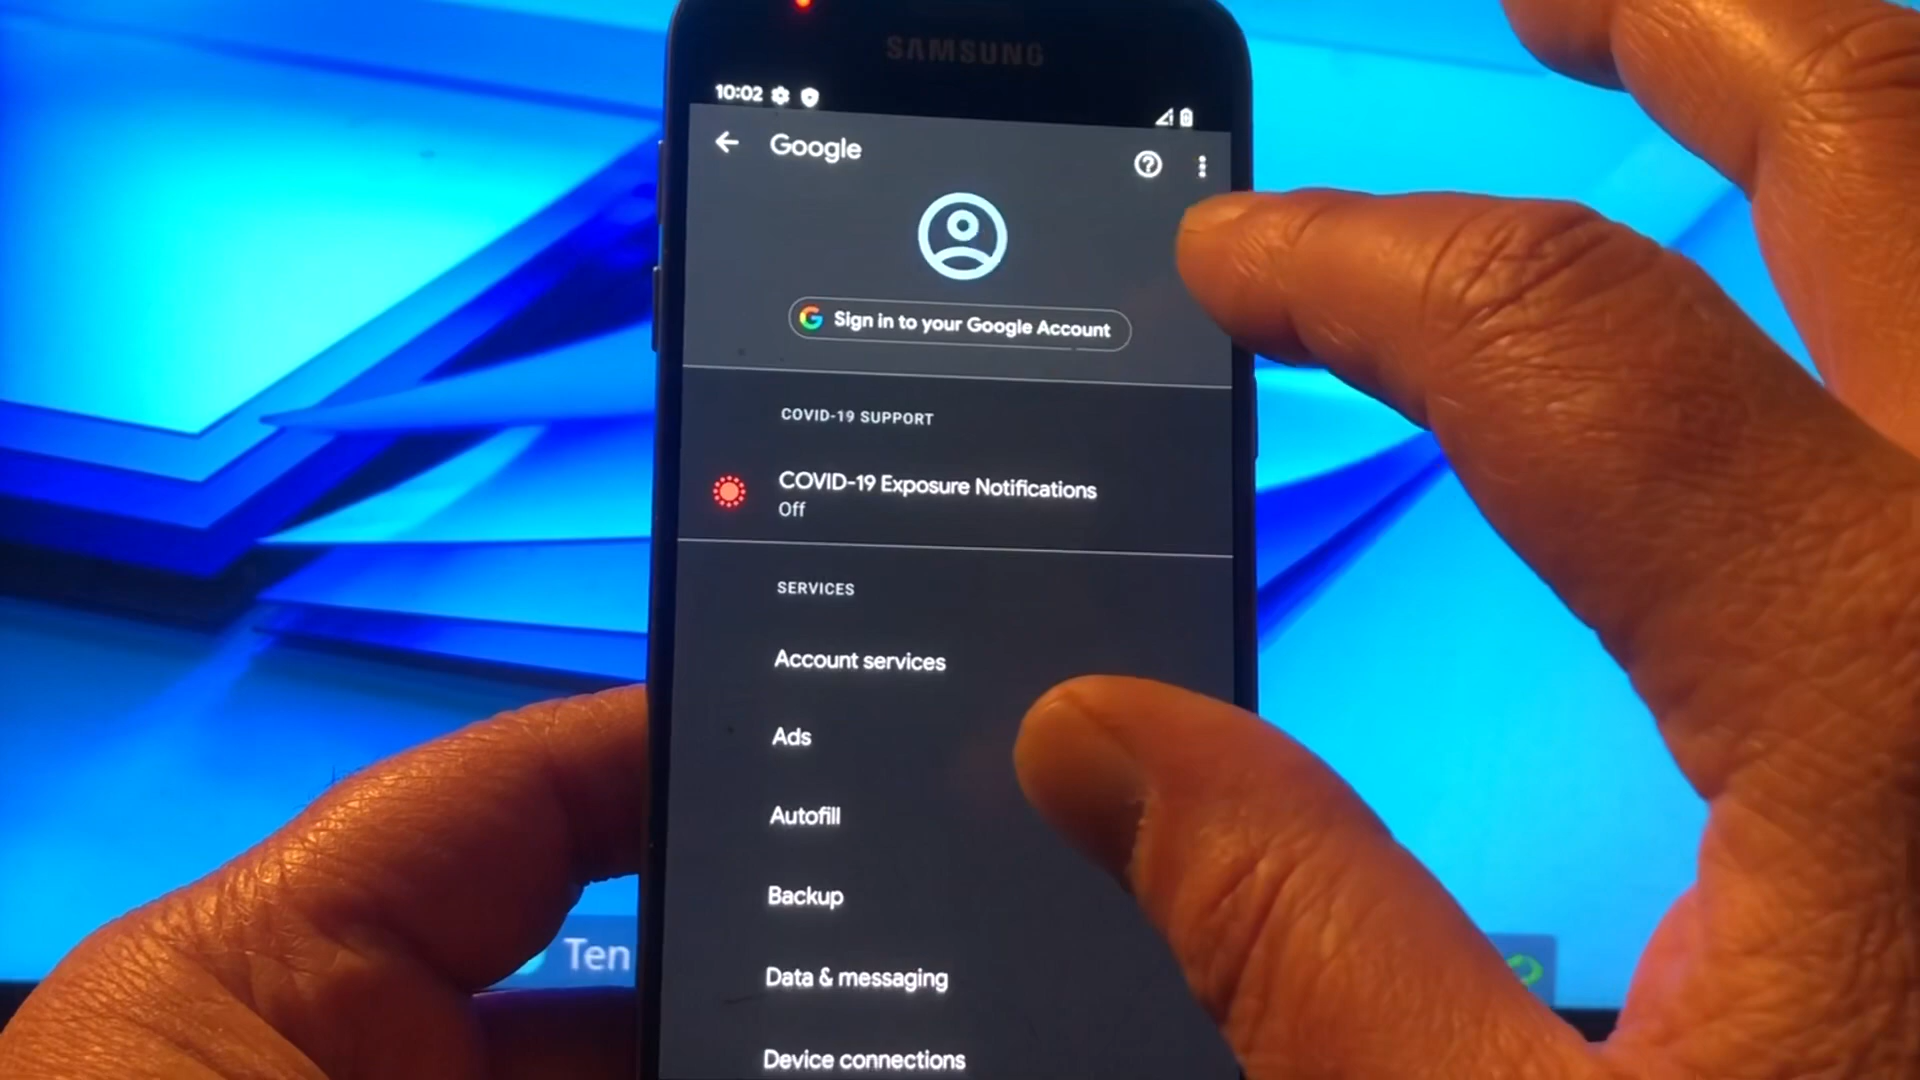 SAMSUNG
10:02
Google
Sign in to your Google Account
COVID-19 SUPPORT
COVID-19 Exposure Notifications
Off
SERVICES
Account services
Ads
Autofill
Backup
Data & messaging
Device connections
Ten